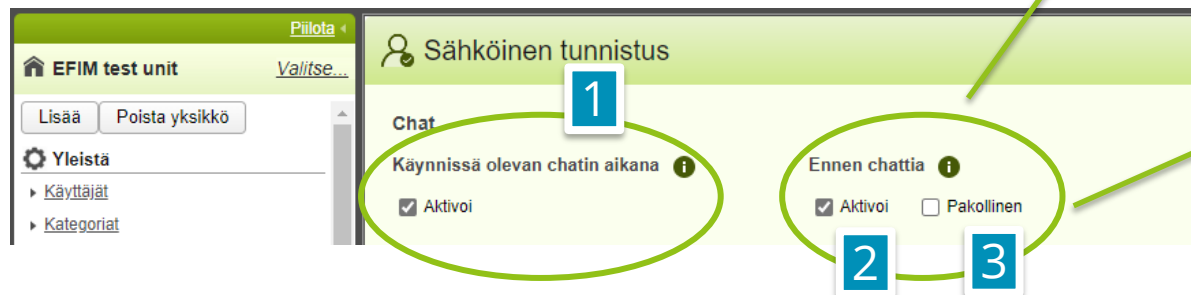 Piilota
EFIM test unit Valitse...
Lisää Poista yksikkö
Yleistä
Käyttäjät
Kategoriat
Sähköinen tunnistus
1
Chat
Käynnissä olevan chatin aikana
Aktivoi
Ennen chattia
Aktivoi Pakollinen
2 3